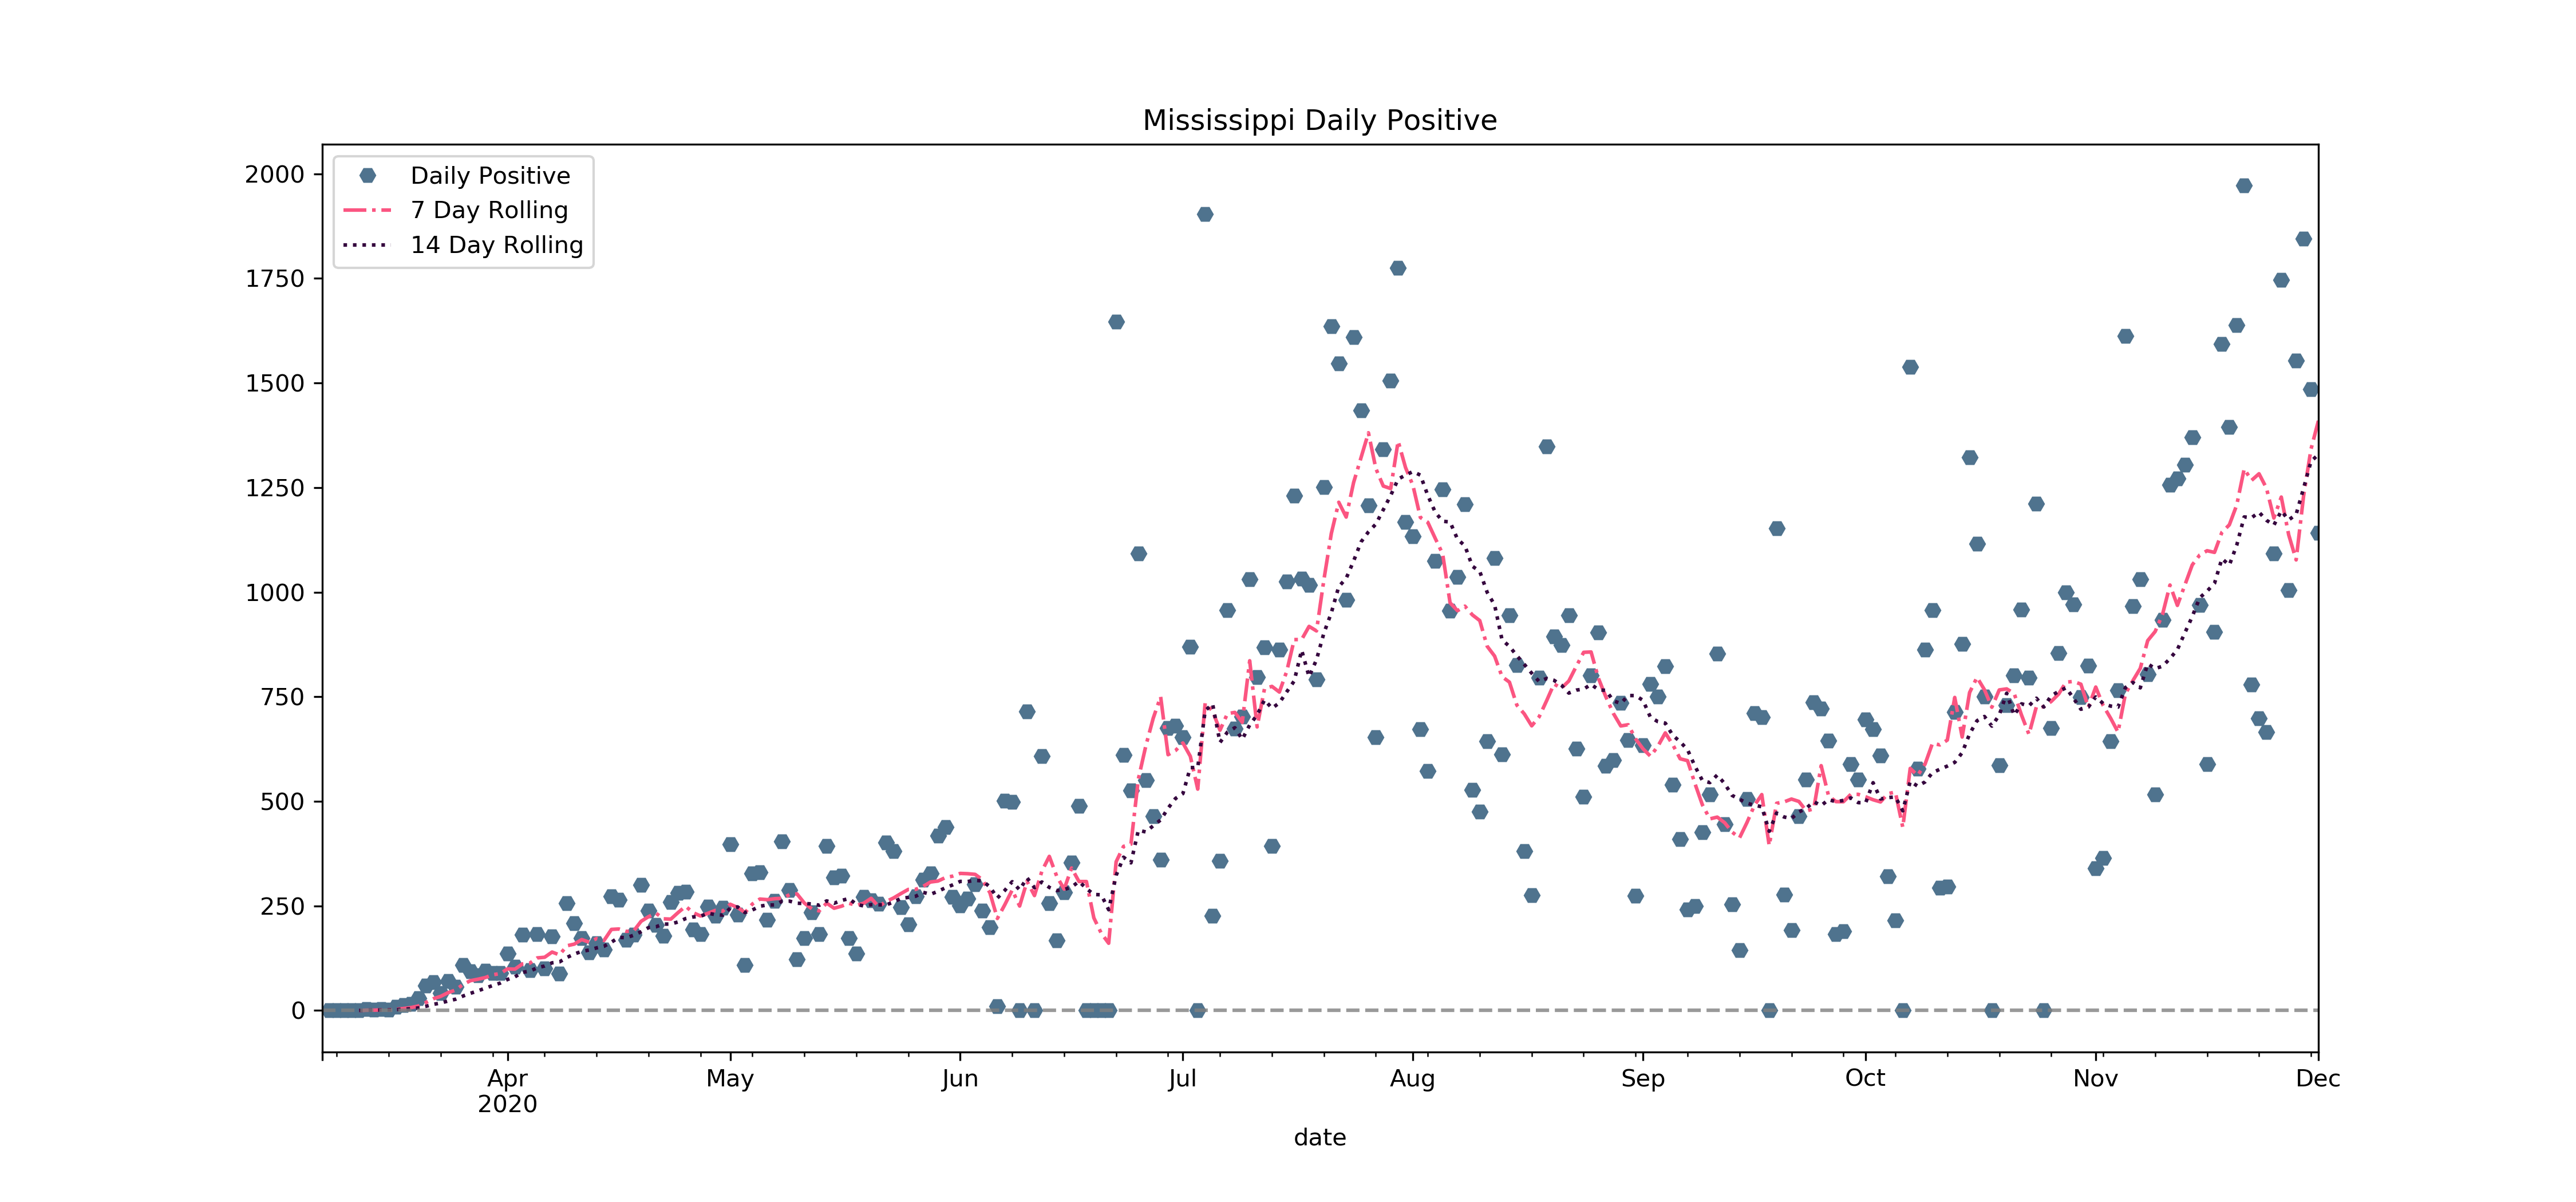 Mississippi Daily Positive
2000
1750
1500
1250
1000
750
500
250
0
Daily Positive
7 Day Rolling
14 Day Rolling
Apr May Jun Jul Aug Sep Oct Nov Dec
2020
date